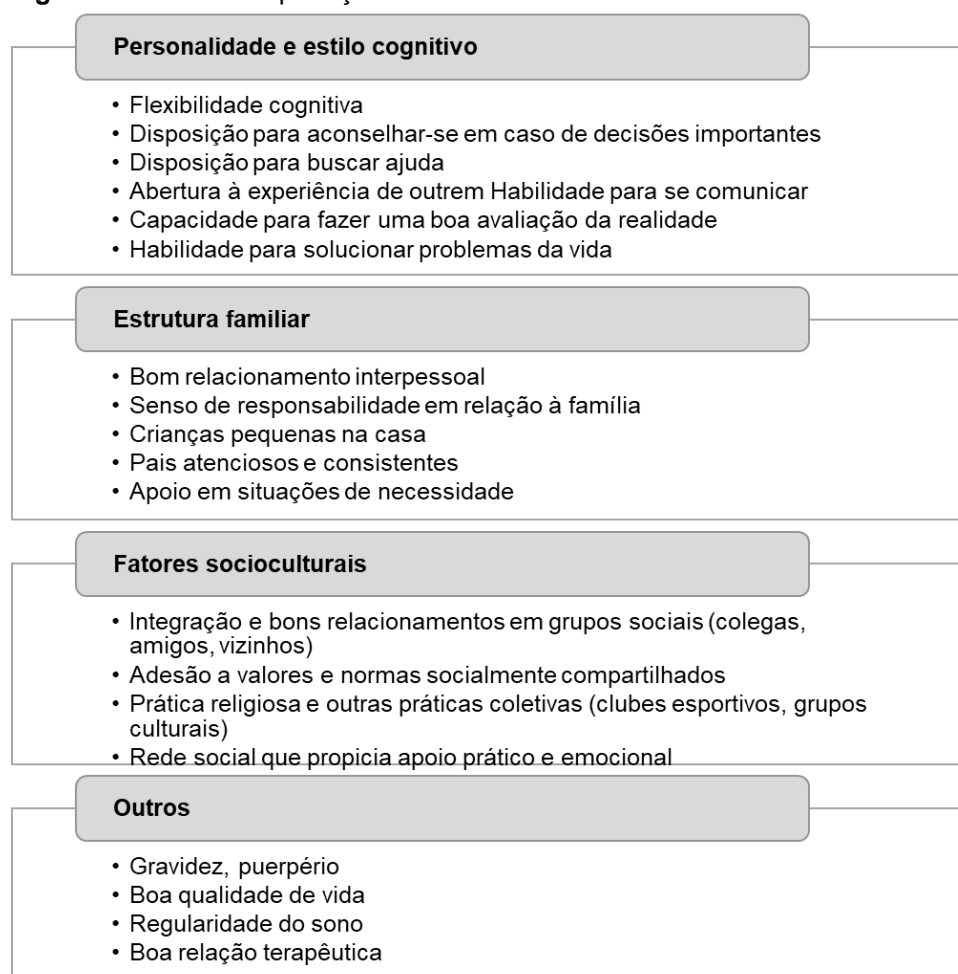 Personalidade e estilo cognitivo
• Flexibilidade cognitiva
• Disposição para aconselhar-se em caso de decisões importantes
• Disposição para buscar ajuda
• Abertura à experiência de outrem Habilidade para se comunicar
• Capacidade para fazer uma boa avaliação da realidade
• Habilidade para solucionar problemas da vida
Estrutura familiar
• Bom relacionamento interpessoal
• Senso de responsabilidade em relação à família
• Crianças pequenas na casa
• Pais atenciosos e consistentes
• Apoio em situações de necessidade
Fatores socioculturais
• Integração e bons relacionamentos em grupos sociais (colegas,
amigos, vizinhos)
• Adesão a valores e normas socialmente compartilhados
• Prática religiosa e outras práticas coletivas (clubes esportivos, grupos
culturais)
• Rede social que propicia apoio prático e emocional
Outros
• Gravidez, puerpério
• Boa qualidade de vida
• Regularidade do sono
• Boa relação terapêutica